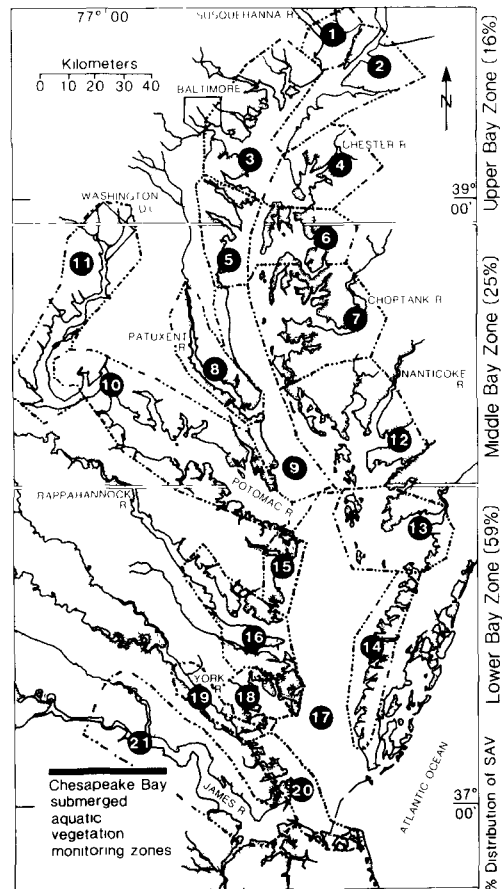 77° 00'
SUSQUEHANNA R
1
2
Kilometers
0 10 20 30 40
BALTIMORE
N
3
CHESTER R
4
39° 00'
WASHINGTON
6
11
5
CHOPTANK R
7
PATUXENT R
8
10
NANTICOKE R
12
9
POTOMAC R
RAPPAHANNOCK R
13
15
16
14
YORK R
19
18
17
21
Chesapeake Bay
submerged
aquatic
vegetation
monitoring zones
JAMES R
20
ATLANTIC OCEAN
37° 00'
Upper Bay Zone (16%)
Middle Bay Zone (25%)
Lower Bay Zone (59%)
% Distribution of SAV